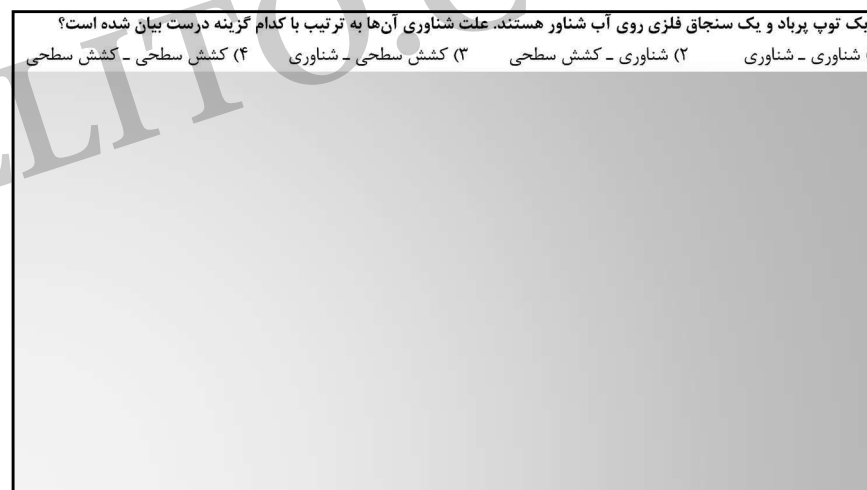 یک توپ پرباد و یک سنجاق فلزی روی آب شناور هستند. علت شناوری آن‌ها به ترتیب با کدام گزینه درست بیان شده است؟
) شناوری ـ شناوری ۲) شناوری ـ کشش سطحی ۳) کشش سطحی ـ شناوری ۴) کشش سطحی ـ کشش سطحی
LLITO.C